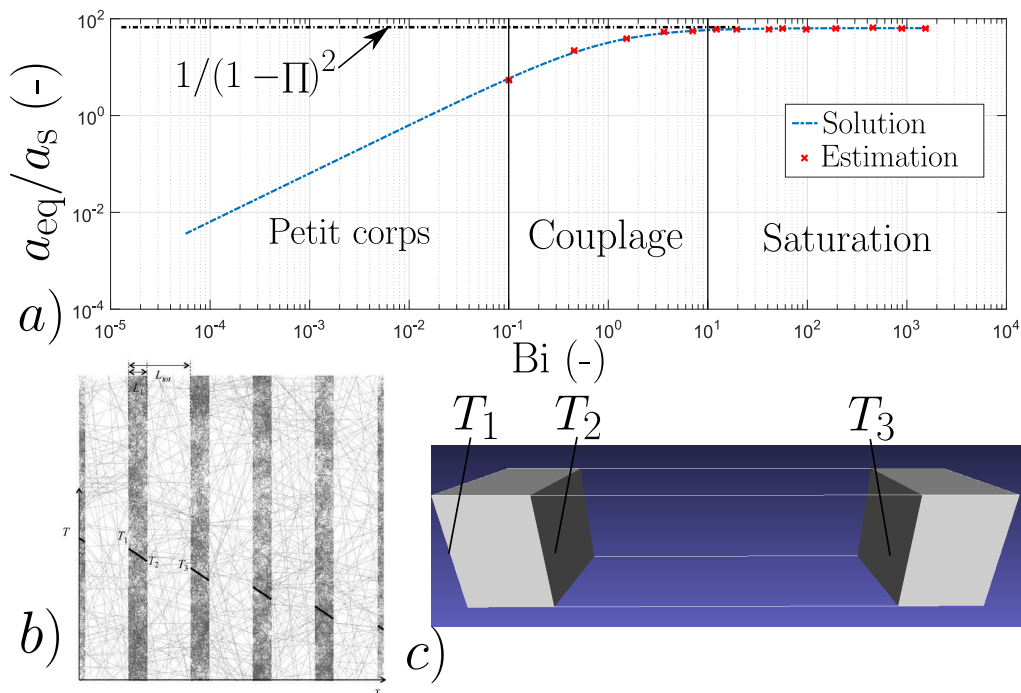 10^2
10^0
10^-2
10^-4
a_eq/a_s (-)
1/(1 − Π)^2
Solution
Estimation
Petit corps
Couplage
Saturation
a)
10^-5
10^-4
10^-3
10^-2
10^-1
10^0
10^1
10^2
10^3
10^4
Bi (-)
L_tot
L_1
T
T_1
T_2
T_3
x
b)
T_1
T_2
T_3
c)